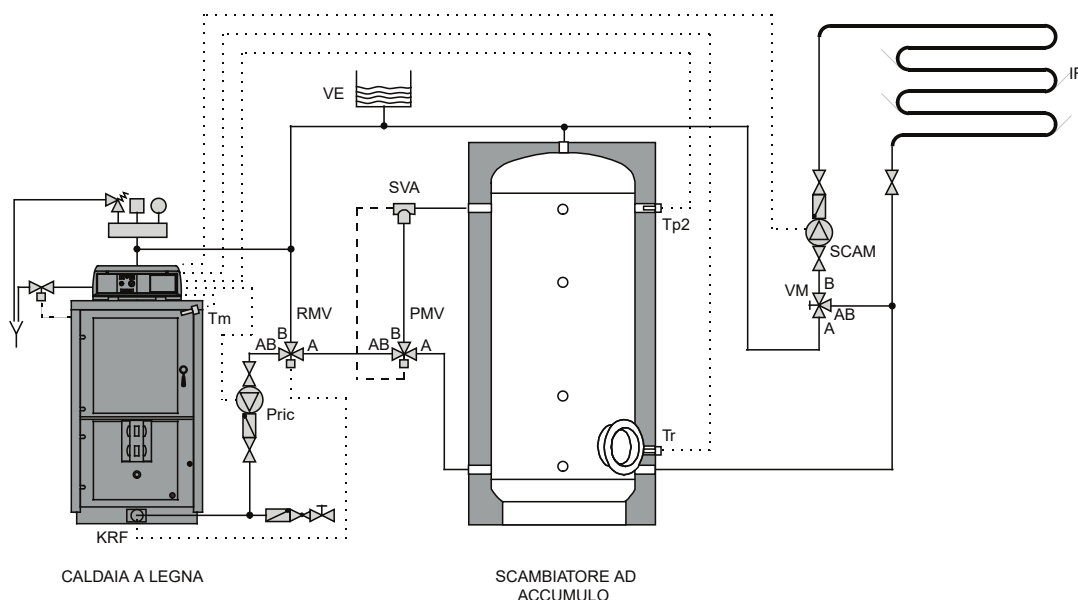 VE
IF
SVA
Tp2
SCAM
VM
B
AB
A
Tm
RMV
B
AB
A
PMV
B
AB
A
Pric
Tr
KRF
CALDAIA A LEGNA
SCAMBIATORE AD
ACCUMULO